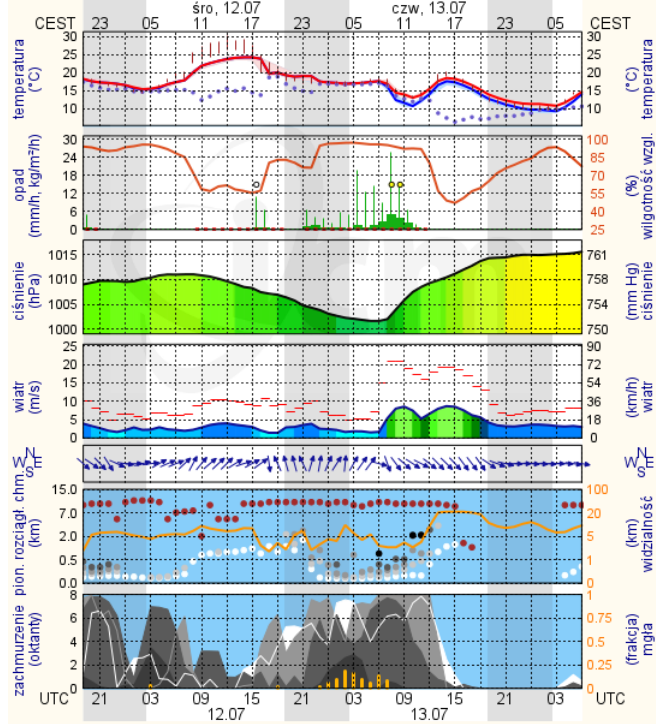 śro, 12.07 czw, 13.07
CEST 23 05 11 17 23 05 11 17 23 05 CEST
temperatura (°C)
30 25 20 15 10
30 25 20 15 10
temperatura (°C)
opad (mm/h, kg/m²/h)
30 24 18 12 6 0
100 85 70 55 40 25
(%) wilgotność wzgl.
ciśnienie (hPa)
1015 1010 1005 1000
761 758 754 750
(mm Hg) ciśnienie
wiatr (m/s)
25 20 15 10 5 0
90 72 54 36 18 0
(km/h) wiatr
N W E S
N W E S
pion. rozciągł. chm. (km)
15.0 7.0 2.0 0.5 0.0
100 20 5 1 0
(km) widzialność
zachmurzenie (oktanty)
8 6 4 2 0
1 0.75 0.5 0.25 0
(frakcja) mgła
UTC 21 03 09 15 21 03 09 15 21 03 UTC
12.07 13.07